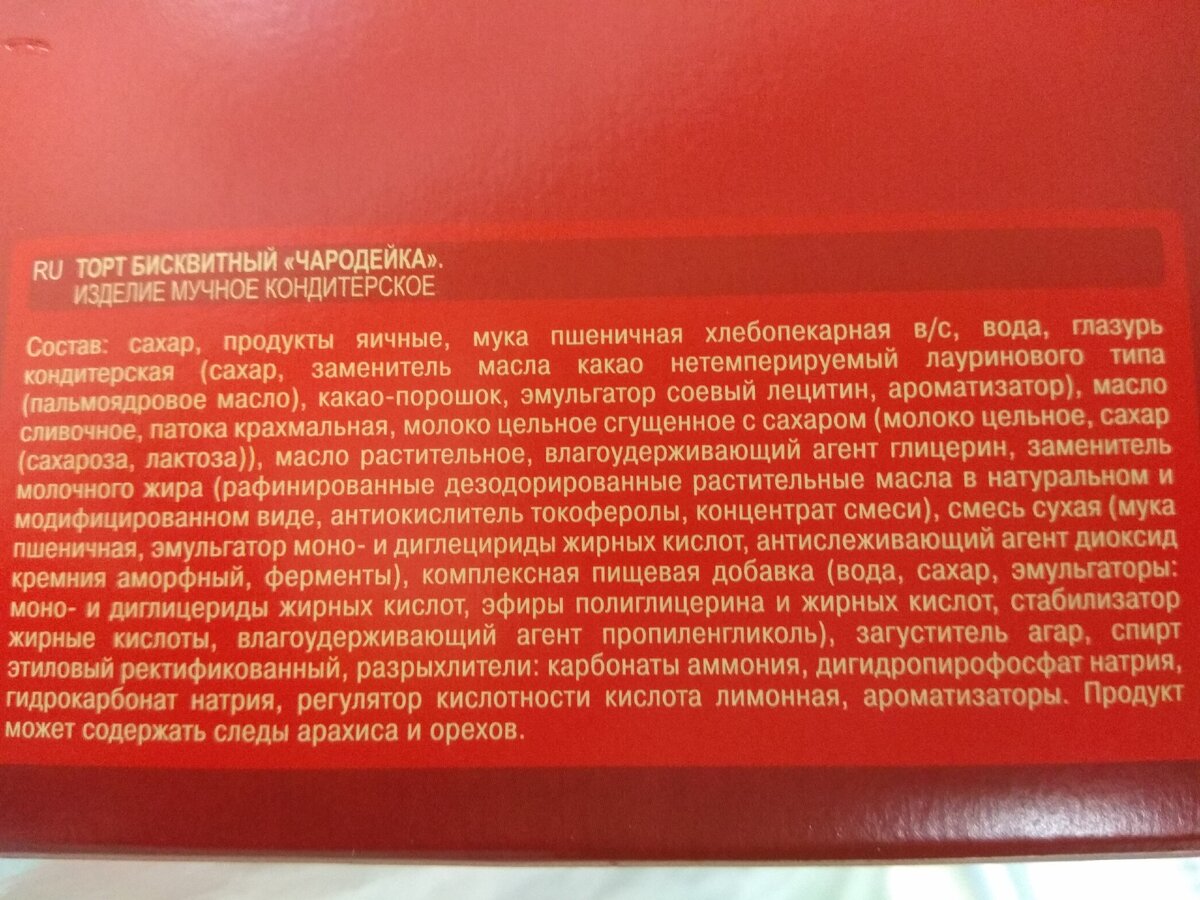 RU ТОРТ БИСКВИТНЫЙ «ЧАРОДЕЙКА».
ИЗДЕЛИЕ МУЧНОЕ КОНДИТЕРСКОЕ
Состав: сахар, продукты яичные, мука пшеничная хлебопекарная в/с, вода, глазурь
кондитерская (сахар, заменитель масла какао нетемперируемый лауринового типа
(пальмоядровое масло), какао-порошок, эмульгатор соевый лецитин, ароматизатор), масло
сливочное, патока крахмальная, молоко цельное сгущенное с сахаром (молоко цельное, сахар
(сахароза, лактоза)), масло растительное, влагоудерживающий агент глицерин, заменитель
молочного жира (рафинированные дезодорированные растительные масла в натуральном и
модифицированном виде, антиокислитель токоферолы, концентрат смеси), смесь сухая (мука
пшеничная, эмульгатор моно- и диглецириды жирных кислот, антислеживающий агент диоксид
кремния аморфный, ферменты), комплексная пищевая добавка (вода, сахар, эмульгаторы:
моно- и диглицериды жирных кислот, эфиры полиглицерина и жирных кислот, стабилизатор
жирные кислоты, влагоудерживающий агент пропиленгликоль), загуститель агар, спирт
этиловый ректификованный, разрыхлители: карбонаты аммония, дигидропирофосфат натрия,
гидрокарбонат натрия, регулятор кислотности кислота лимонная, ароматизаторы. Продукт
может содержать следы арахиса и орехов.